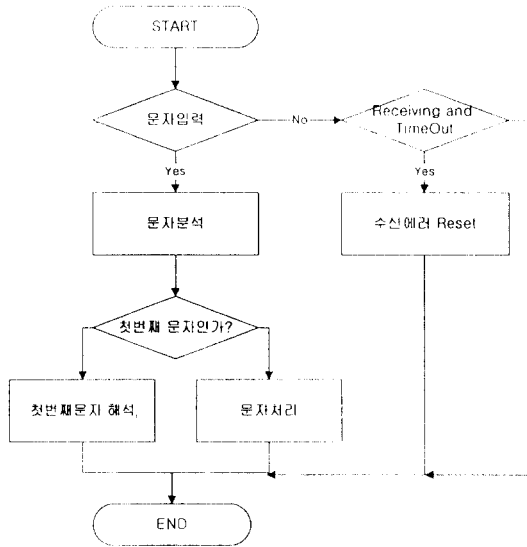 START
문자입력
No
Receiving and
TimeOut
Yes
Yes
문자분석
수신에러 Reset
첫번째 문자인가?
첫번째문자 해석,
문자처리
END